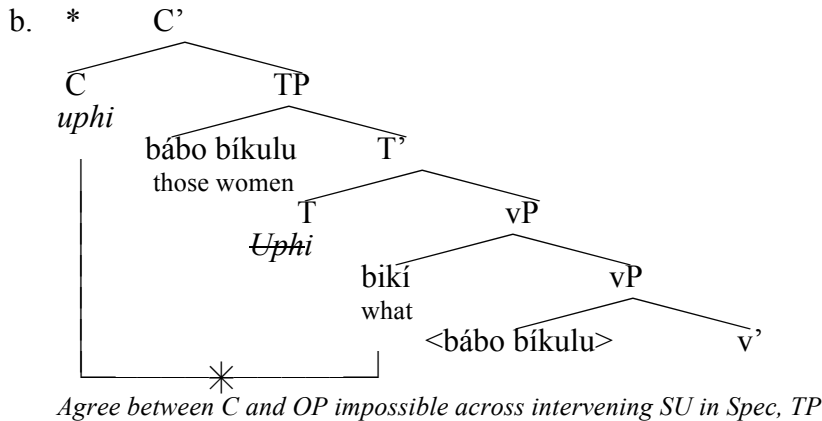 b. * C’
C TP
uphi
bábo bíkulu T’
those women
T vP
Uphi
bikí vP
what
<bábo bíkulu> v’
Agree between C and OP impossible across intervening SU in Spec, TP